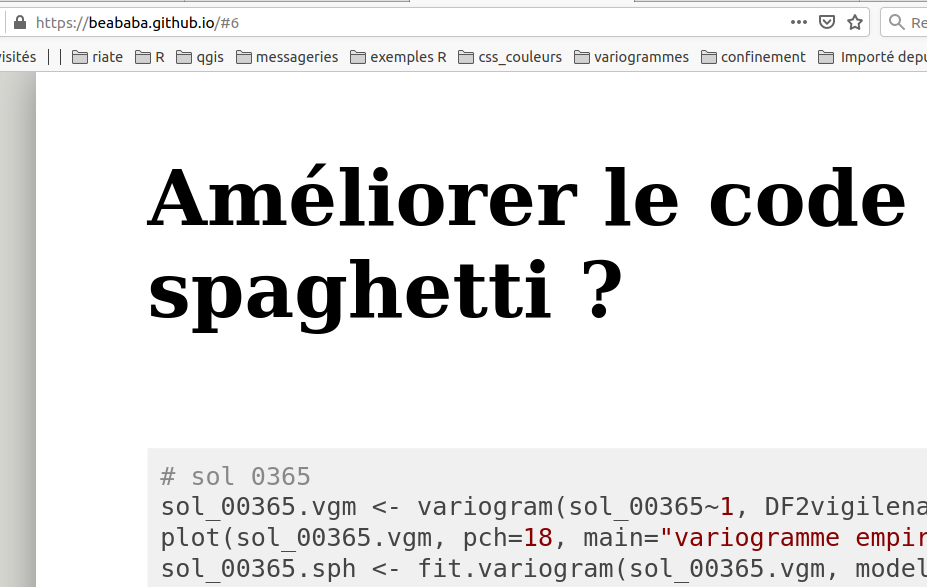 https://beababa.github.io/#6
Re
isités
riate
R
qgis
messageries
exemples R
css_couleurs
variogrammes
confinement
Importé depu
Améliorer le code
spaghetti ?
# sol 0365
sol_00365.vgm <- variogram(sol_00365~1, DF2vigilena
plot(sol_00365.vgm, pch=18, main="variogramme empir
sol_00365.sph <- fit.variogram(sol_00365.vgm, model